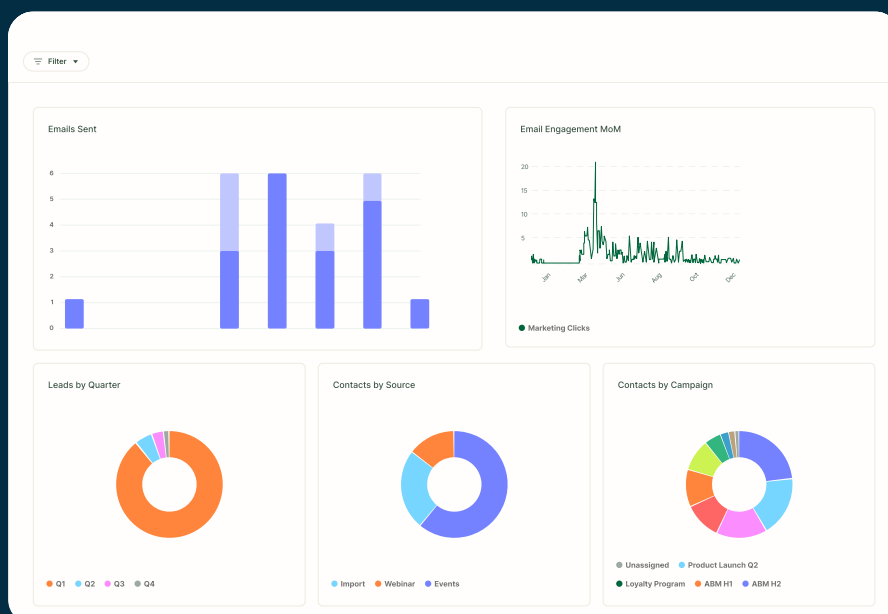 Filter
Emails Sent
6
5
4
3
2
1
0
Email Engagement MoM
20
15
10
5
Jan Mar Jun Aug Oct Dec
Marketing Clicks
Leads by Quarter
Q1 Q2 Q3 Q4
Contacts by Source
Import Webinar Events
Contacts by Campaign
Unassigned Product Launch Q2
Loyalty Program ABM H1 ABM H2